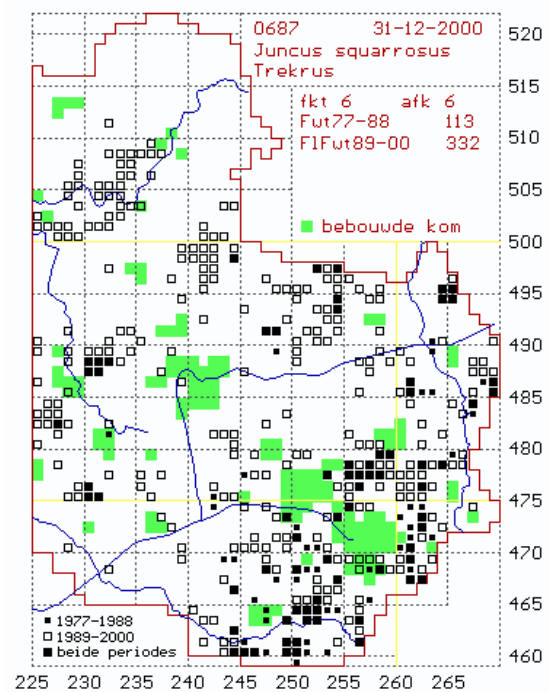 0687 31-12-2000
Juncus squarrosus
Trekrus
fkt 6 afk 6
Fut77-88 113
FlFut89-00 332
bebouwde kom
520
515
510
505
500
495
490
485
480
475
470
465
460
1977-1988
1989-2000
beide periodes
225 230 235 240 245 250 255 260 265